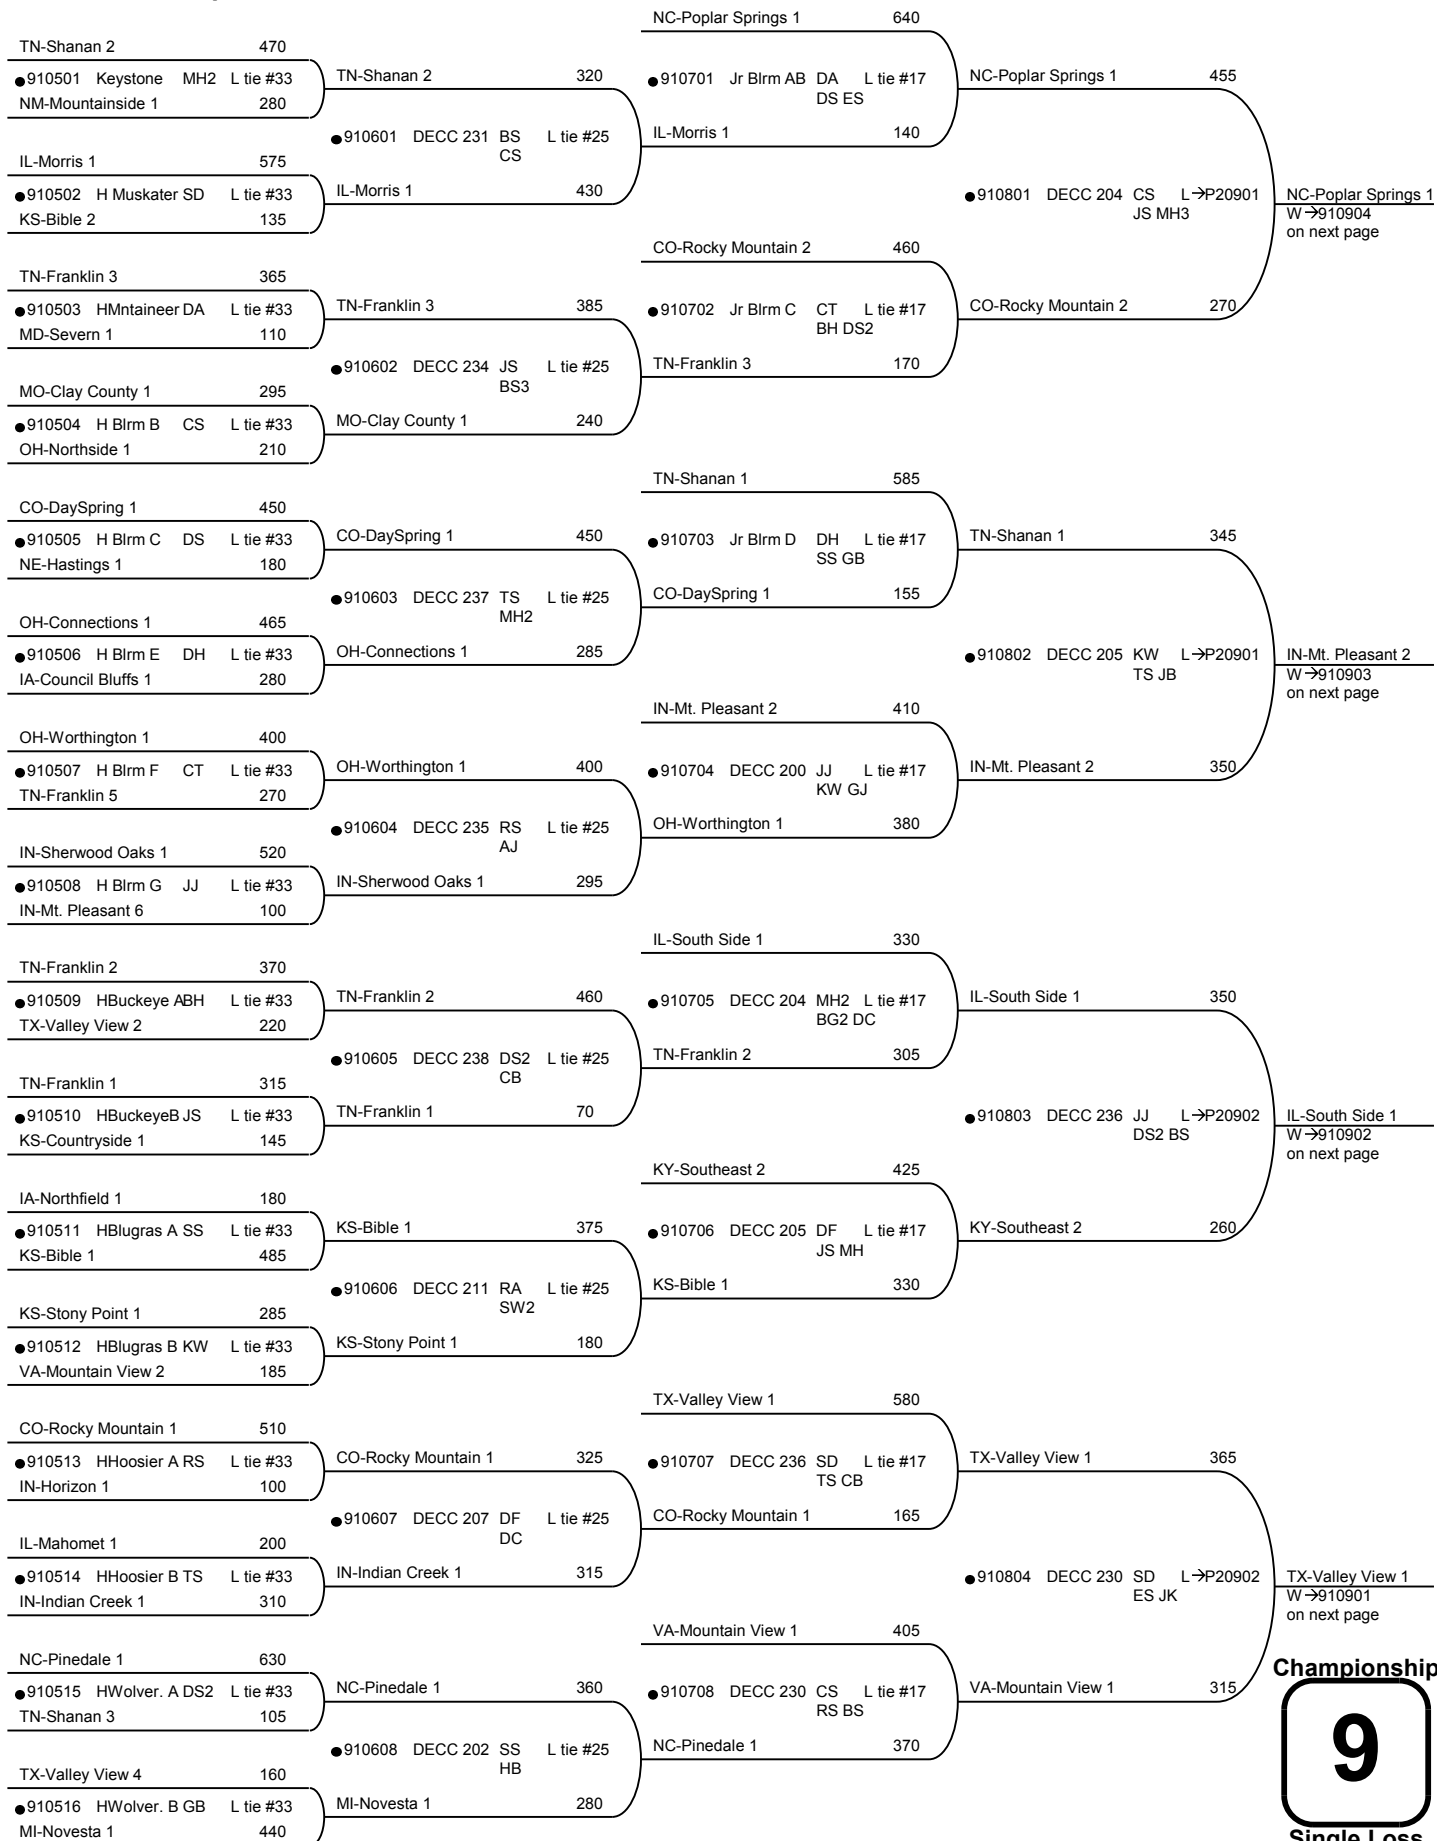 TN-Shanan 2 470
●910501 Keystone MH2 L tie #33
NM-Mountainside 1 280
IL-Morris 1 575
●910502 H Muskater SD L tie #33
KS-Bible 2 135
TN-Franklin 3 365
●910503 HMntaineer DA L tie #33
MD-Severn 1 110
MO-Clay County 1 295
●910504 H Blrm B CS L tie #33
OH-Northside 1 210
CO-DaySpring 1 450
●910505 H Blrm C DS L tie #33
NE-Hastings 1 180
OH-Connections 1 465
●910506 H Blrm E DH L tie #33
IA-Council Bluffs 1 280
OH-Worthington 1 400
●910507 H Blrm F CT L tie #33
TN-Franklin 5 270
IN-Sherwood Oaks 1 520
●910508 H Blrm G JJ L tie #33
IN-Mt. Pleasant 6 100
TN-Franklin 2 370
●910509 HBuckeye ABH L tie #33
TX-Valley View 2 220
TN-Franklin 1 315
●910510 HBuckeyeB JS L tie #33
KS-Countryside 1 145
IA-Northfield 1 180
●910511 HBlugras A SS L tie #33
KS-Bible 1 485
KS-Stony Point 1 285
●910512 HBlugras B KW L tie #33
VA-Mountain View 2 185
CO-Rocky Mountain 1 510
●910513 HHoosier A RS L tie #33
IN-Horizon 1 100
IL-Mahomet 1 200
●910514 HHoosier B TS L tie #33
IN-Indian Creek 1 310
NC-Pinedale 1 630
●910515 HWolver. A DS2 L tie #33
TN-Shanan 3 105
TX-Valley View 4 160
●910516 HWolver. B GB L tie #33
MI-Novesta 1 440
TN-Shanan 2 320
●910601 DECC 231 BS L tie #25
CS
IL-Morris 1 430
TN-Franklin 3 385
●910602 DECC 234 JS L tie #25
BS3
MO-Clay County 1 240
CO-DaySpring 1 450
●910603 DECC 237 TS L tie #25
MH2
OH-Connections 1 285
OH-Worthington 1 400
●910604 DECC 235 RS L tie #25
AJ
IN-Sherwood Oaks 1 295
TN-Franklin 2 460
●910605 DECC 238 DS2 L tie #25
CB
TN-Franklin 1 70
KS-Bible 1 375
●910606 DECC 211 RA L tie #25
SW2
KS-Stony Point 1 180
CO-Rocky Mountain 1 325
●910607 DECC 207 DF L tie #25
DC
IN-Indian Creek 1 315
NC-Pinedale 1 360
●910608 DECC 202 SS L tie #25
HB
MI-Novesta 1 280
NC-Poplar Springs 1 640
●910701 Jr Blrm AB DA L tie #17
DS ES
IL-Morris 1 140
CO-Rocky Mountain 2 460
●910702 Jr Blrm C CT L tie #17
BH DS2
TN-Franklin 3 170
TN-Shanan 1 585
●910703 Jr Blrm D DH L tie #17
SS GB
CO-DaySpring 1 155
IN-Mt. Pleasant 2 410
●910704 DECC 200 JJ L tie #17
KW GJ
OH-Worthington 1 380
IL-South Side 1 330
●910705 DECC 204 MH2 L tie #17
BG2 DC
TN-Franklin 2 305
KY-Southeast 2 425
●910706 DECC 205 DF L tie #17
JS MH
KS-Bible 1 330
TX-Valley View 1 580
●910707 DECC 236 SD L tie #17
TS CB
CO-Rocky Mountain 1 165
VA-Mountain View 1 405
●910708 DECC 230 CS L tie #17
RS BS
NC-Pinedale 1 370
NC-Poplar Springs 1 455
●910801 DECC 204 CS L→P20901
JS MH3
CO-Rocky Mountain 2 270
TN-Shanan 1 345
●910802 DECC 205 KW L→P20901
TS JB
IN-Mt. Pleasant 2 350
IL-South Side 1 350
●910803 DECC 236 JJ L→P20902
DS2 BS
KY-Southeast 2 260
TX-Valley View 1 365
●910804 DECC 230 SD L→P20902
ES JK
VA-Mountain View 1 315
NC-Poplar Springs 1
W→910904
on next page
IN-Mt. Pleasant 2
W→910903
on next page
IL-South Side 1
W→910902
on next page
TX-Valley View 1
W→910901
on next page
Championship
9
Single Loss